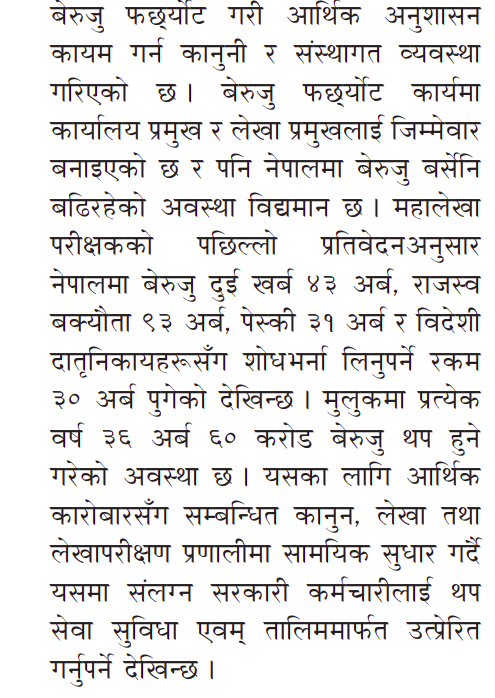 बेरुजु फछ्र्योट गरी आर्थिक अनुशासन
कायम गर्न कानुनी र संस्थागत व्यवस्था
गरिएको छ । बेरुजु फछ्र्योट कार्यमा
कार्यालय प्रमुख र लेखा प्रमुखलाई जिम्मेवार
बनाइएको छ र पनि नेपालमा बेरुजु बर्सेनि
बढिरहेको अवस्था विद्यमान छ । महालेखा
परीक्षकको पछिल्लो प्रतिवेदनअनुसार
नेपालमा बेरुजु दुई खर्ब ४३ अर्ब, राजस्व
बक्यौता ९३ अर्ब, पेस्की ३१ अर्ब र विदेशी
दातृनिकायहरूसँग शोधभर्ना लिनुपर्ने रकम
३० अर्ब पुगेको देखिन्छ । मुलुकमा प्रत्येक
वर्ष ३६ अर्ब ६० करोड बेरुजु थप हुने
गरेको अवस्था छ । यसका लागि आर्थिक
कारोबारसँग सम्बन्धित कानुन, लेखा तथा
लेखापरीक्षण प्रणालीमा सामयिक सुधार गर्दै
यसमा संलग्न सरकारी कर्मचारीलाई थप
सेवा सुविधा एवम् तालिममार्फत उत्प्रेरित
गर्नुपर्ने देखिन्छ ।